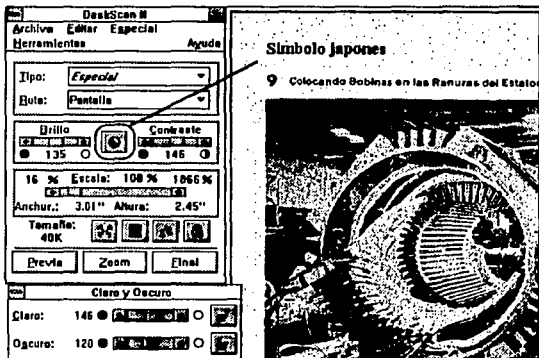 DeskScan II
Archivo Editar Especial
Herramientas Ayuda
Tipo: Especial
Ruta: Pantalla
Brillo Contraste
135 146
16 % Escala: 100 % 1066 %
Anchur.: 3.01" Altura: 2.45"
Tamaño:
40K
Previa Zoom Final
Claro y Oscuro
Claro: 146
Oscuro: 120
Simbolo japones
9 Colocando Bobinas en las Ranuras del Estator